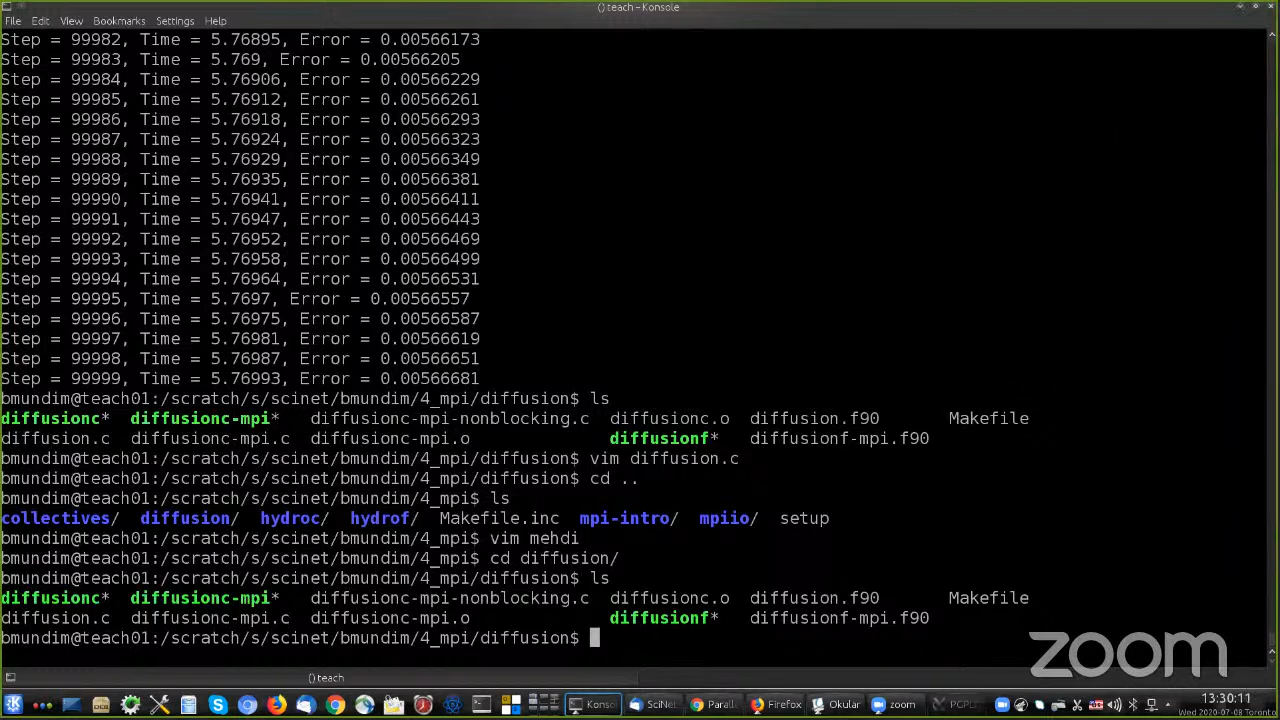 () teach – Konsole
File Edit View Bookmarks Settings Help
Step = 99982, Time = 5.76895, Error = 0.00566173
Step = 99983, Time = 5.769, Error = 0.00566205
Step = 99984, Time = 5.76906, Error = 0.00566229
Step = 99985, Time = 5.76912, Error = 0.00566261
Step = 99986, Time = 5.76918, Error = 0.00566293
Step = 99987, Time = 5.76924, Error = 0.00566323
Step = 99988, Time = 5.76929, Error = 0.00566349
Step = 99989, Time = 5.76935, Error = 0.00566381
Step = 99990, Time = 5.76941, Error = 0.00566411
Step = 99991, Time = 5.76947, Error = 0.00566443
Step = 99992, Time = 5.76952, Error = 0.00566469
Step = 99993, Time = 5.76958, Error = 0.00566499
Step = 99994, Time = 5.76964, Error = 0.00566531
Step = 99995, Time = 5.7697, Error = 0.00566557
Step = 99996, Time = 5.76975, Error = 0.00566587
Step = 99997, Time = 5.76981, Error = 0.00566619
Step = 99998, Time = 5.76987, Error = 0.00566651
Step = 99999, Time = 5.76993, Error = 0.00566681
bmundim@teach01:/scratch/s/scinet/bmundim/4_mpi/diffusion$ ls
diffusionc* diffusionc-mpi* diffusionc-mpi-nonblocking.c diffusionc.o diffusion.f90 Makefile
diffusion.c diffusionc-mpi.c diffusionc-mpi.o diffusionf* diffusionf-mpi.f90
bmundim@teach01:/scratch/s/scinet/bmundim/4_mpi/diffusion$ vim diffusion.c
bmundim@teach01:/scratch/s/scinet/bmundim/4_mpi/diffusion$ cd ..
bmundim@teach01:/scratch/s/scinet/bmundim/4_mpi$ ls
collectives/ diffusion/ hydroc/ hydrof/ Makefile.inc mpi-intro/ mpiio/ setup
bmundim@teach01:/scratch/s/scinet/bmundim/4_mpi$ vim mehdi
bmundim@teach01:/scratch/s/scinet/bmundim/4_mpi$ cd diffusion/
bmundim@teach01:/scratch/s/scinet/bmundim/4_mpi/diffusion$ ls
diffusionc* diffusionc-mpi* diffusionc-mpi-nonblocking.c diffusionc.o diffusion.f90 Makefile
diffusion.c diffusionc-mpi.c diffusionc-mpi.o diffusionf* diffusionf-mpi.f90
bmundim@teach01:/scratch/s/scinet/bmundim/4_mpi/diffusion$
zoom
() teach
Konso SciNet Parall Firefox Okular zoom PCPL 13:30:11
Wed 2020-07-08 Toronto